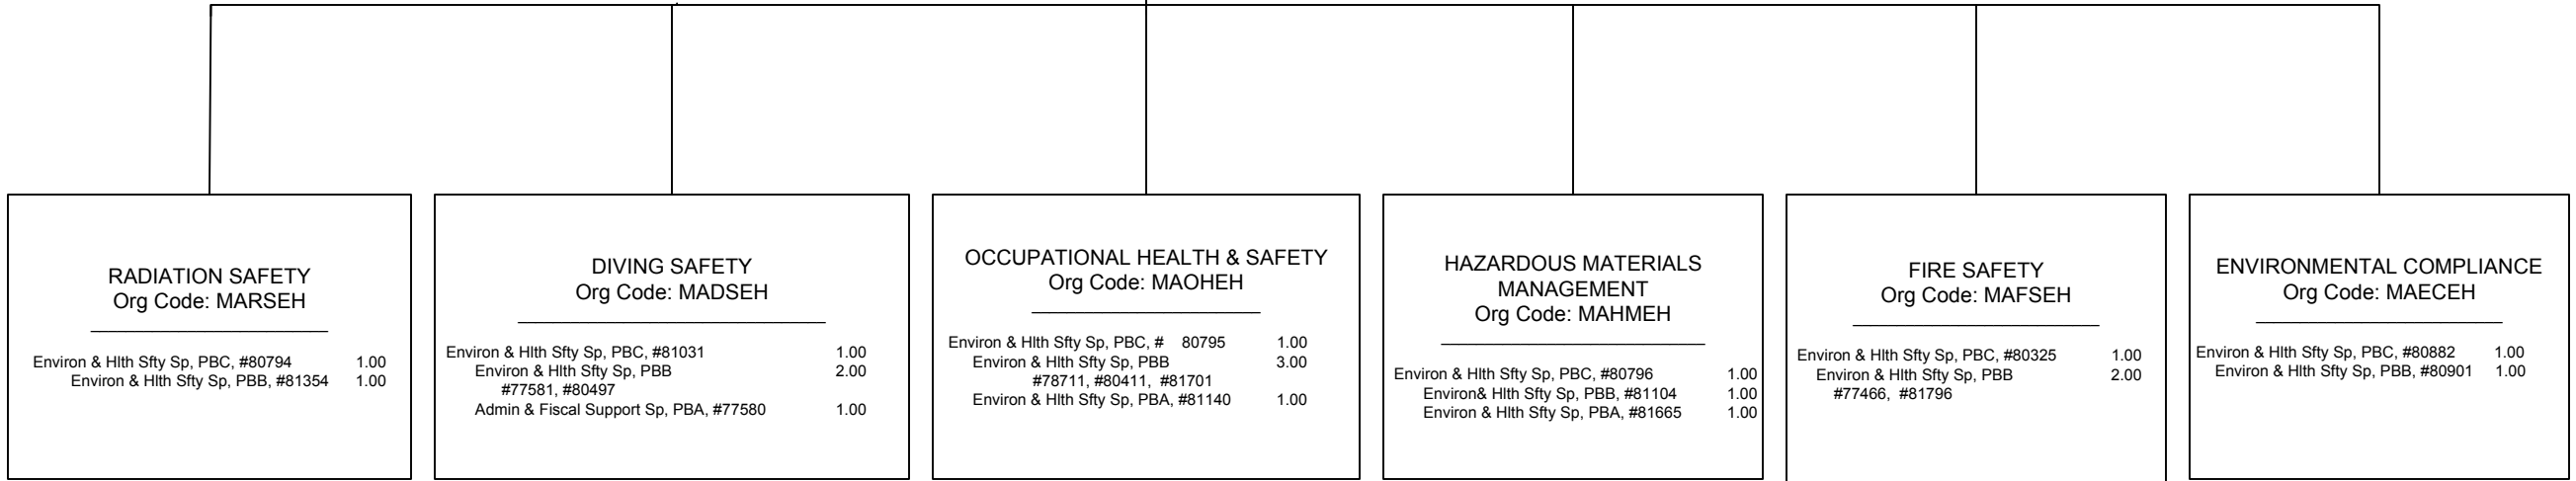 RADIATION SAFETY
Org Code: MARSEH
Environ & Hlth Sfty Sp, PBC, #80794 1.00
Environ & Hlth Sfty Sp, PBB, #81354 1.00
DIVING SAFETY
Org Code: MADSEH
Environ & Hlth Sfty Sp, PBC, #81031 1.00
Environ & Hlth Sfty Sp, PBB 2.00
#77581, #80497
Admin & Fiscal Support Sp, PBA, #77580 1.00
OCCUPATIONAL HEALTH & SAFETY
Org Code: MAOHEH
Environ & Hlth Sfty Sp, PBC, # 80795 1.00
Environ & Hlth Sfty Sp, PBB 3.00
#78711, #80411, #81701
Environ & Hlth Sfty Sp, PBA, #81140 1.00
HAZARDOUS MATERIALS
MANAGEMENT
Org Code: MAHMEH
Environ & Hlth Sfty Sp, PBC, #80796 1.00
Environ& Hlth Sfty Sp, PBB, #81104 1.00
Environ & Hlth Sfty Sp, PBA, #81665 1.00
FIRE SAFETY
Org Code: MAFSEH
Environ & Hlth Sfty Sp, PBC, #80325 1.00
Environ & Hlth Sfty Sp, PBB 2.00
#77466, #81796
ENVIRONMENTAL COMPLIANCE
Org Code: MAECEH
Environ & Hlth Sfty Sp, PBC, #80882 1.00
Environ & Hlth Sfty Sp, PBB, #80901 1.00